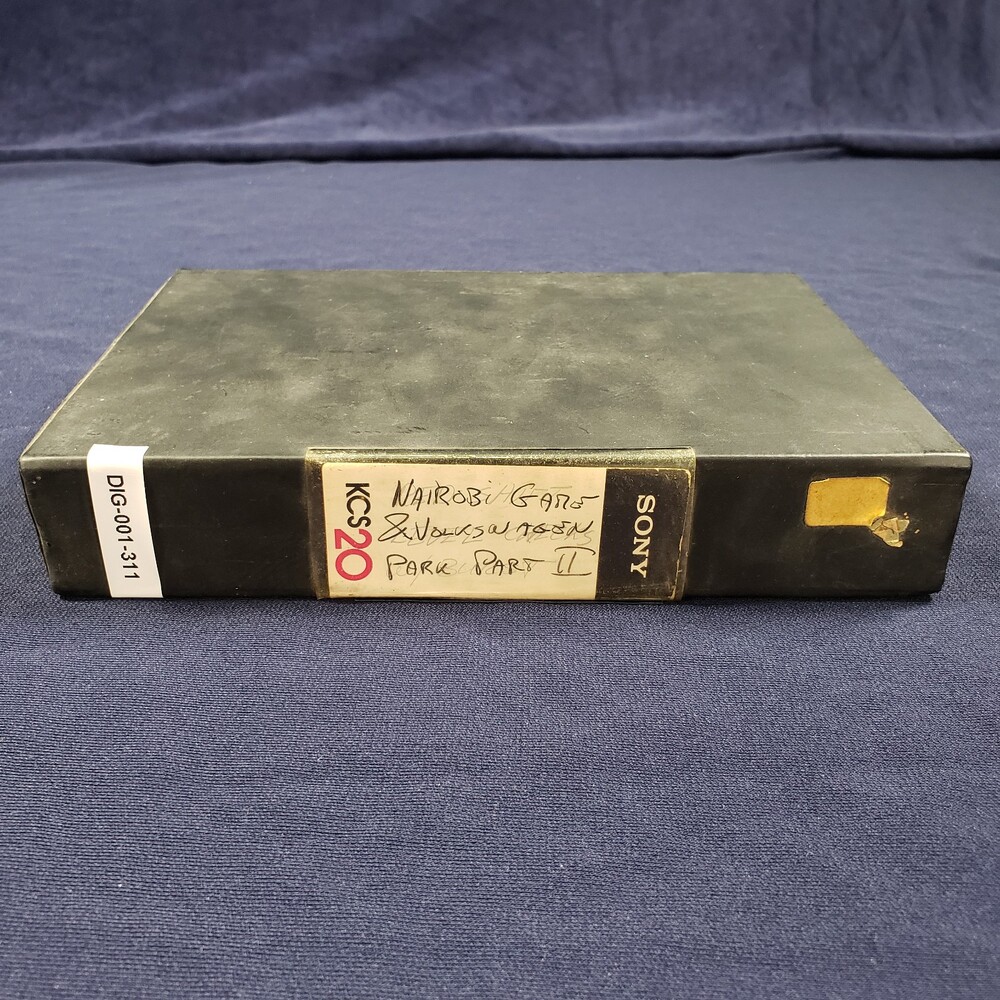 DIG-001-311
KCS20
NAIROBI GAME
& VOLKSWAGEN
PARK PART II
SONY